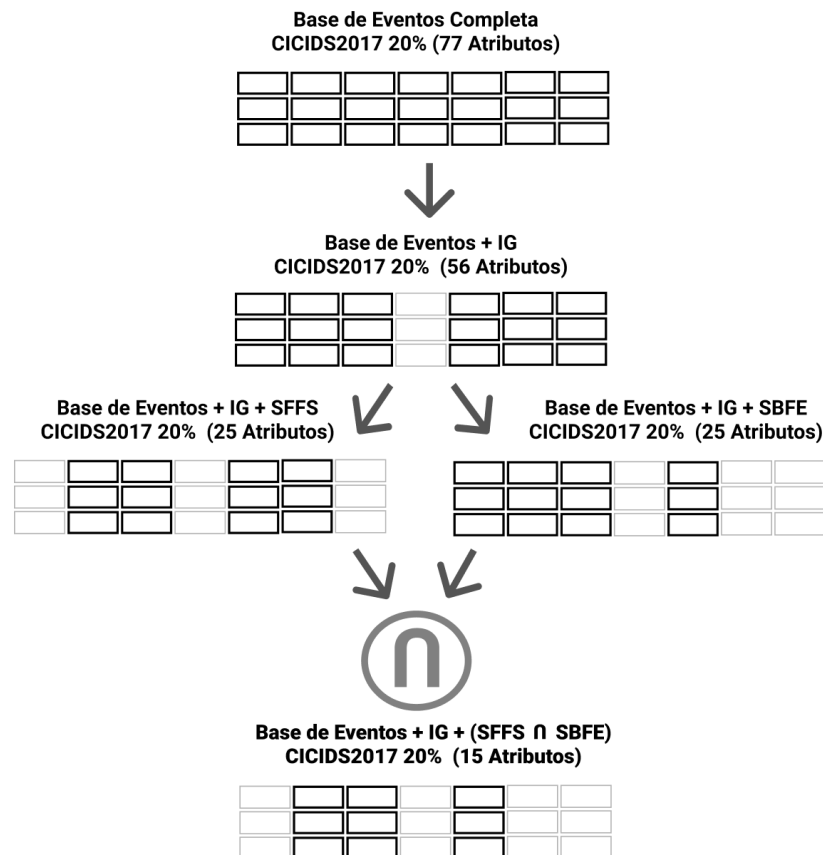 Base de Eventos Completa
CICIDS2017 20% (77 Atributos)
Base de Eventos + IG
CICIDS2017 20% (56 Atributos)
Base de Eventos + IG + SFFS
CICIDS2017 20% (25 Atributos)
Base de Eventos + IG + SBFE
CICIDS2017 20% (25 Atributos)
∩
Base de Eventos + IG + (SFFS ∩ SBFE)
CICIDS2017 20% (15 Atributos)